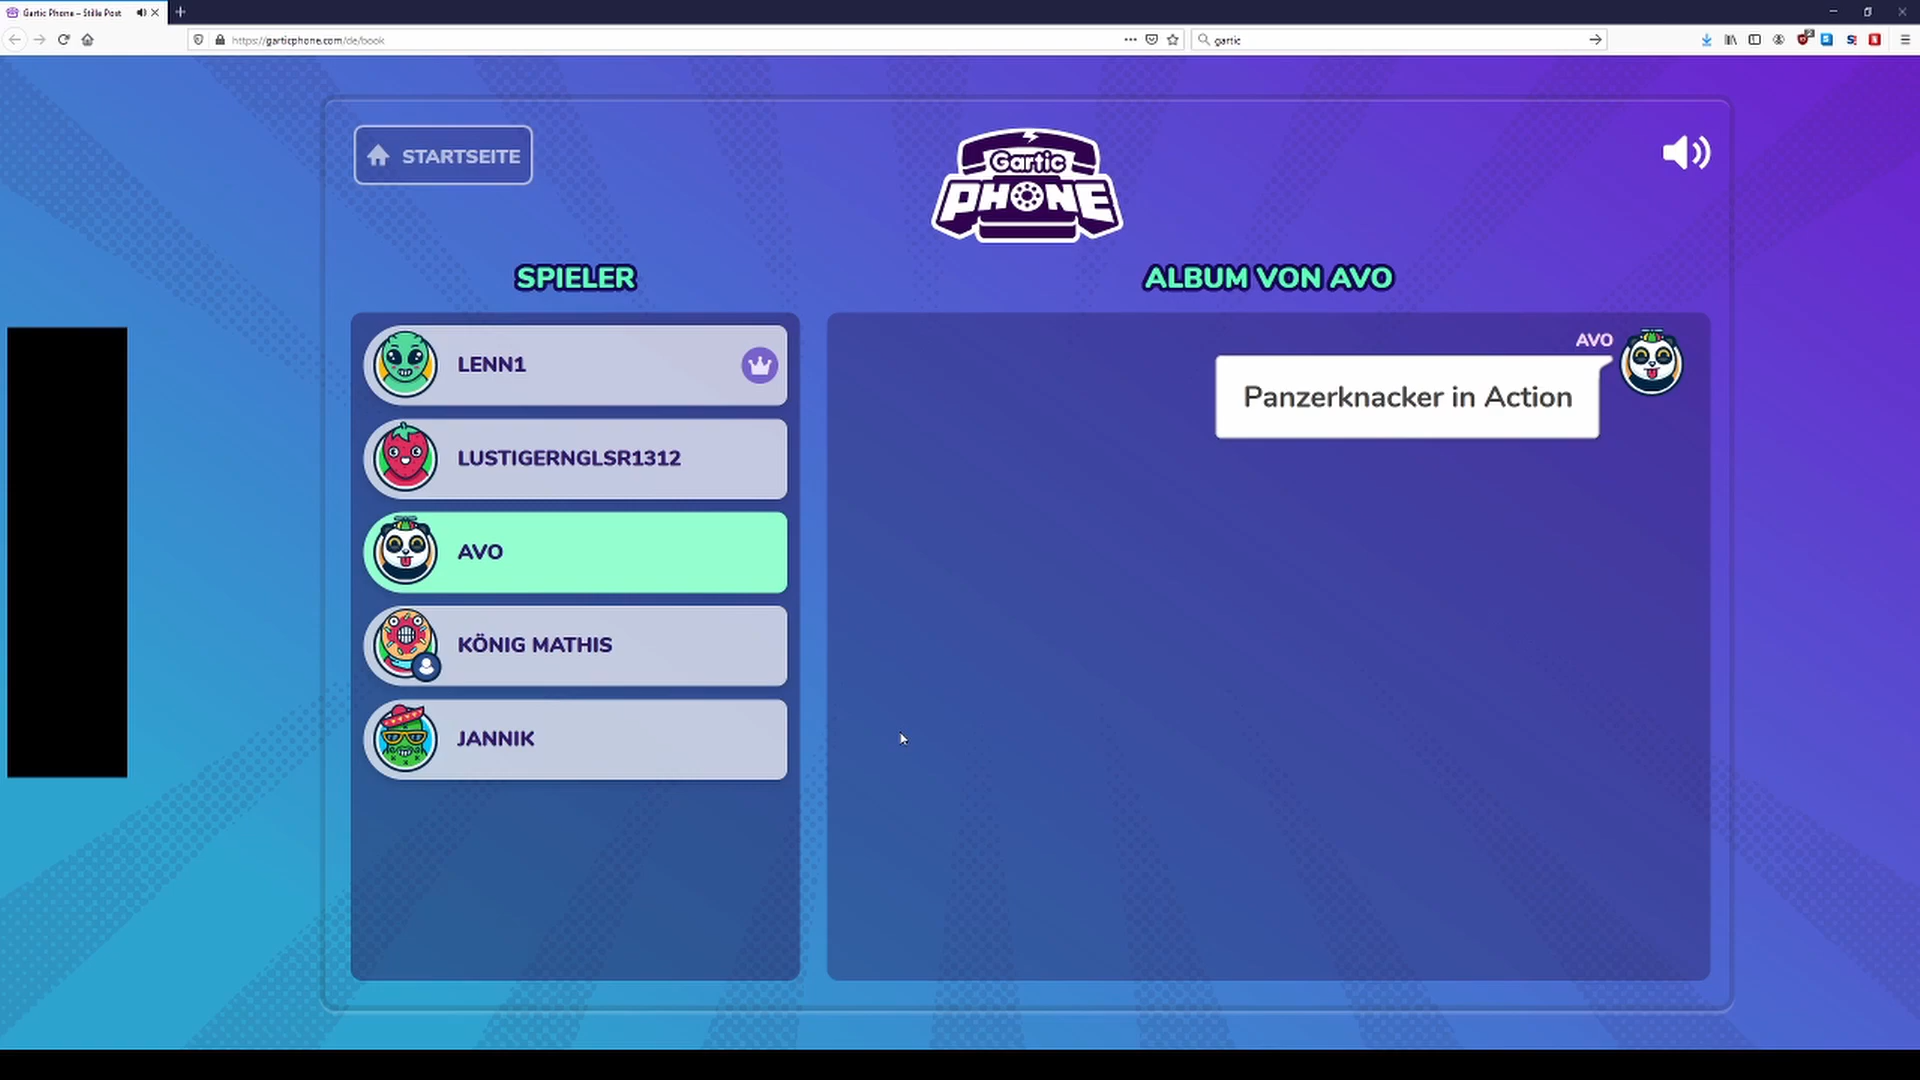 Gartic Phone – Stille Post
https://garticphone.com/de/book
gartic
STARTSEITE
Gartic
PHONE
SPIELER
ALBUM VON AVO
LENN1
LUSTIGERNGLSR1312
AVO
KÖNIG MATHIS
JANNIK
AVO
Panzerknacker in Action